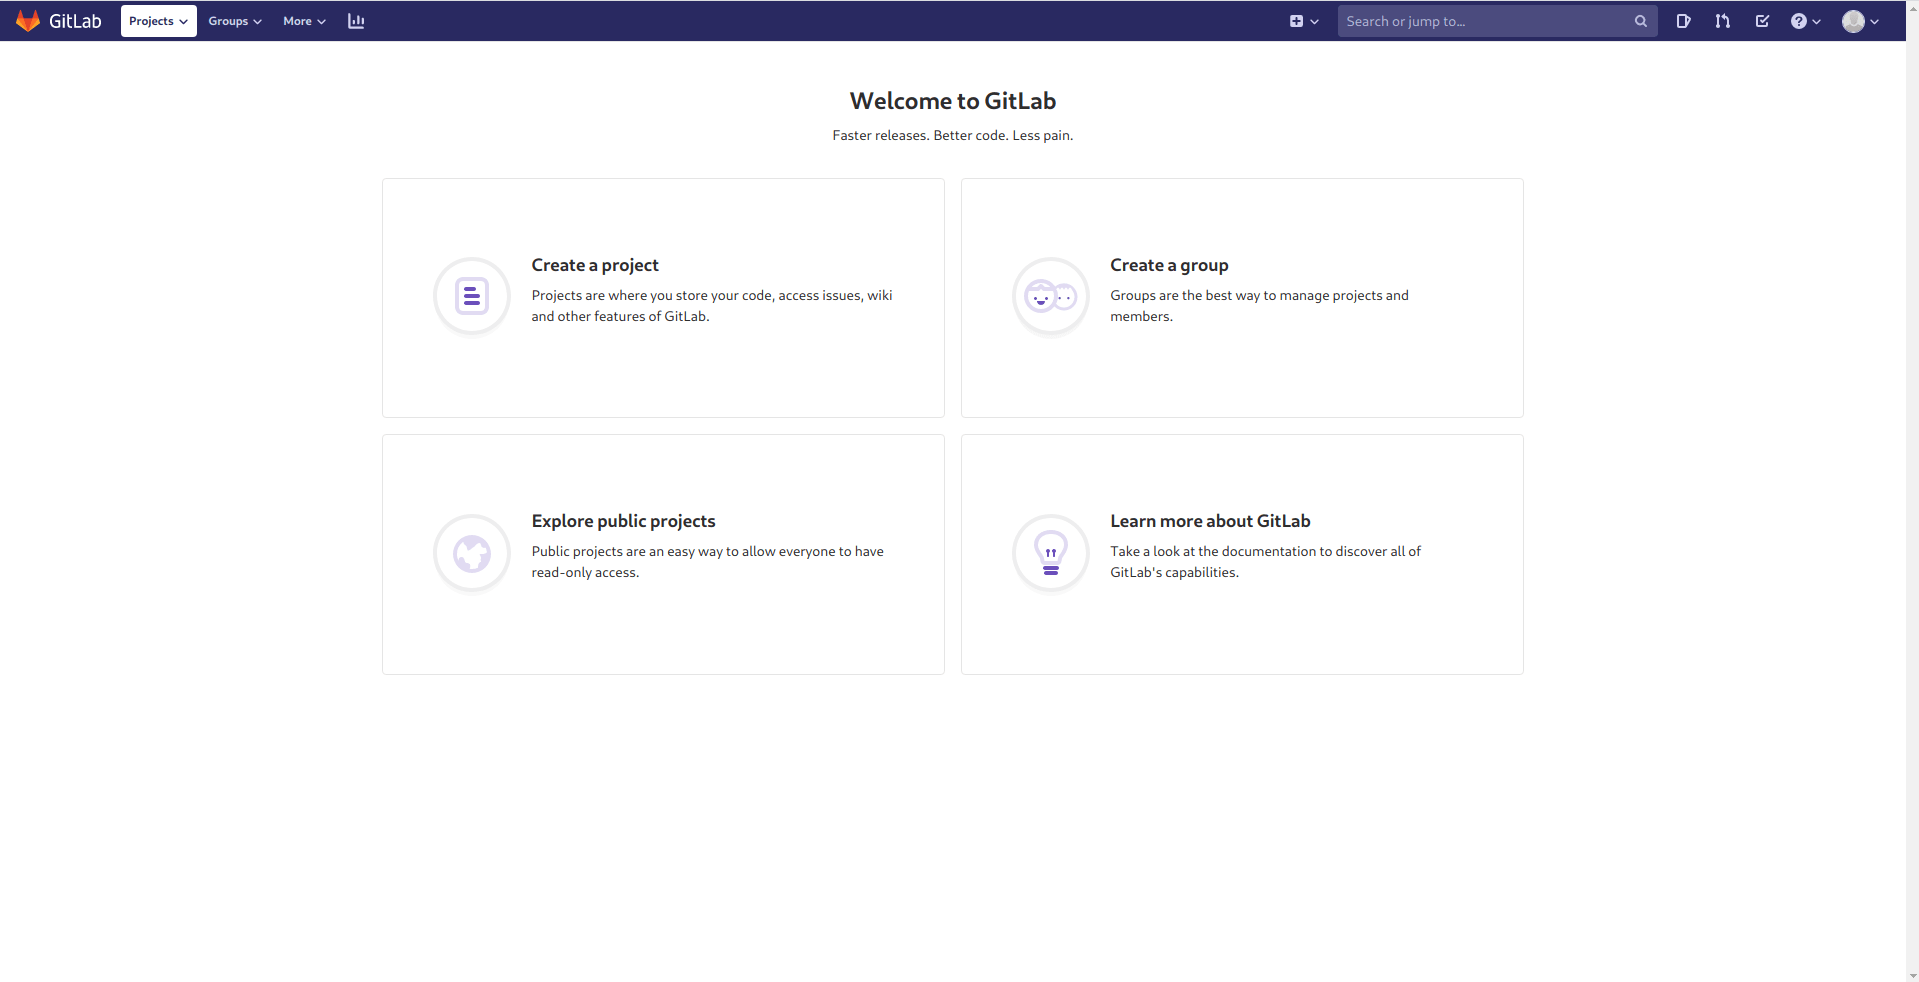 GitLab Projects Groups More Search or jump to...
Welcome to GitLab
Faster releases. Better code. Less pain.
Create a project
Projects are where you store your code, access issues, wiki
and other features of GitLab.
Create a group
Groups are the best way to manage projects and
members.
Explore public projects
Public projects are an easy way to allow everyone to have
read-only access.
Learn more about GitLab
Take a look at the documentation to discover all of
GitLab's capabilities.